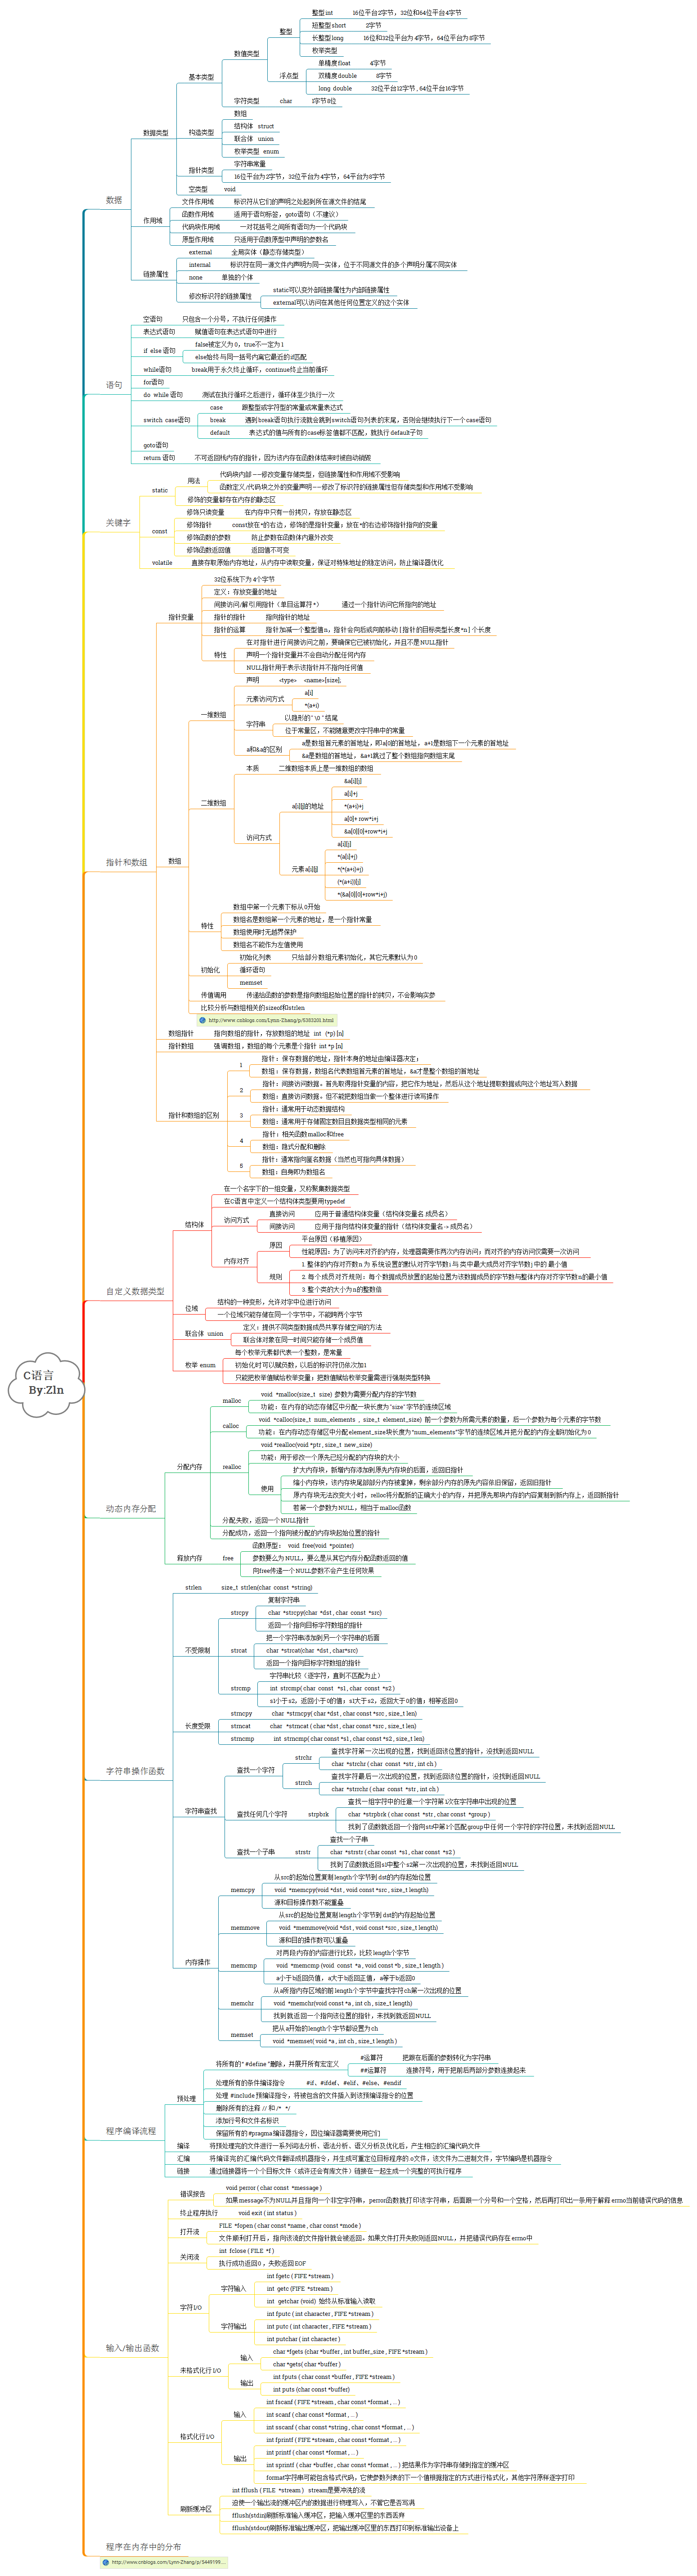 C语言
By:Zln
数据
数据类型
基本类型
数值类型
整型
整型 int 16位平台2字节，32位和64位平台4字节
短整型 short 2字节
长整型 long 16位和32位平台为 4字节，64位平台为8字节
枚举类型
浮点型
单精度 float 4字节
双精度 double 8字节
long double 32位平台12字节，64位平台16字节
字符类型 char 1字节8位
构造类型
数组
结构体 struct
联合体 union
枚举类型 enum
指针类型
字符串常量
16位平台为2字节，32位平台为4字节，64平台为8字节
空类型 void
作用域
文件作用域 标识符从它们的声明之处起到所在源文件的结尾
函数作用域 适用于语句标签，goto语句（不建议）
代码块作用域 一对花括号之间所有语句为一个代码块
原型作用域 只适用于函数原型中声明的参数名
链接属性
external 全局实体（静态存储类型）
internal 标识符在同一源文件内声明为同一实体，位于不同源文件的多个声明分属不同实体
none 单独的个体
修改标识符的链接属性
static可以变外部链接属性为内部链接属性
external可以访问在其他任何位置定义的这个实体
语句
空语句 只包含一个分号，不执行任何操作
表达式语句 赋值语句在表达式语句中进行
if else 语句
false被定义为 0，true不一定为 1
else始终与同一括号内离它最近的if匹配
while语句 break用于永久终止循环，continue终止当前循环
for语句
do while 语句 测试在执行循环之后进行，循环体至少执行一次
switch case语句
case 跟整型或字符型的常量或常量表达式
break 遇到break语句执行流就会跳到switch语句列表的末尾，否则会继续执行下一个case语句
default 表达式的值与所有的case标签值都不匹配，就执行 default子句
goto语句
return 语句 不可返回栈内存的指针，因为该内存在函数体结束时被自动销毁
关键字
static
用法
代码块内部 ——修改变量存储类型，但链接属性和作用域不受影响
函数定义/代码块之外的变量声明——修改了标识符的链接属性但存储类型和作用域不受影响
修饰的变量都存在内存的静态区
const
修饰只读变量 在内存中只有一份拷贝，存放在静态区
修饰指针 const放在*的左边，修饰的是指针变量；放在*的右边修饰指针指向的变量
修饰函数的参数 防止参数在函数体内意外改变
修饰函数返回值 返回值不可变
volatile 直接存取原始内存地址，从内存中读取变量，保证对特殊地址的稳定访问，防止编译器优化
指针和数组
指针变量
32位系统下为 4个字节
定义：存放变量的地址
间接访问/解引用指针（单目运算符 *） 通过一个指针访问它所指向的地址
指针的指针 指向指针的地址
指针的运算 指针加减一个整型值n，指针会向后或向前移动 [ 指针的目标类型长度*n ] 个长度
特性
在对指针进行间接访问之前，要确保它已被初始化，并且不是NULL指针
声明一个指针变量并不会自动分配任何内存
NULL指针用于表示该指针并不指向任何值
数组
一维数组
声明 <type> <name>[size];
元素访问方式
a[i]
*(a+i)
字符串
以隐形的 " \0 " 结尾
位于常量区，不能随意更改字符串中的常量
a和&a的区别
a是数组首元素的首地址，即a[0]的首地址，a+1是数组下一个元素的首地址
&a是数组的首地址，&a+1跳过了整个数组指向数组末尾
二维数组
本质 二维数组本质上是一维数组的数组
访问方式
a[i][j]的地址
&a[i][j]
a[i]+j
*(a+i)+j
a[0]+ row*i+j
&a[0][0]+row*i+j
元素 a[i][j]
a[i][j]
*(a[i]+j)
*(*(a+i)+j)
(*(a+i))[j]
*(&a[0][0]+row*i+j)
特性
数组中第一个元素下标从0开始
数组名是数组第一个元素的地址，是一个指针常量
数组使用时无越界保护
数组名不能作为左值使用
初始化
初始化列表 只给部分数组元素初始化，其它元素默认为 0
循环语句
memset
传值调用 传递给函数的参数是指向数组起始位置的指针的拷贝，不会影响实参
比较分析与数组相关的sizeof和strlen
数组指针 指向数组的指针，存放数组的地址 int (*p) [n]
指针数组 强调数组，数组的每个元素是个指针 int *p [n]
指针和数组的区别
1
指针：保存数据的地址，指针本身的地址由编译器决定；
数组：保存数据，数组名代表数组首元素的首地址，&a才是整个数组的首地址
2
指针：间接访问数据。首先取得指针变量的内容，把它作为地址，然后从这个地址提取数据或向这个地址写入数据
数组：直接访问数据。但不能把数组当做一个整体进行读写操作
3
指针：通常用于动态数据结构
数组：通常用于存储固定数目且数据类型相同的元素
4
指针：相关函数malloc和free
数组：隐式分配和删除
5
指针：通常指向匿名数据（当然也可指向具体数据）
数组：自身即为数组名
自定义数据类型
结构体
在一个名字下的一组变量，又称聚集数据类型
在C语言中定义一个结构体类型要用typedef
访问方式
直接访问 应用于普通结构体变量（结构体变量名.成员名）
间接访问 应用于指向结构体变量的指针（结构体变量名->成员名）
内存对齐
原因
平台原因（移植原因）
性能原因：为了访问未对齐的内存，处理器需要作两次内存访问；而对齐的内存访问仅需要一次访问
规则
1. 整体的内存对齐数n 为 系统设置的默认对齐字节数i 与 类中最大成员对齐字节数j 中的 最小值
2. 每个成员对齐规则：每个数据成员放置的起始位置为该数据成员的字节数与整体内存对齐字节数n的最小值
3. 整个类的大小为n的整数倍
位域
结构的一种变形，允许对字中位进行访问
一个位域只能存储在同一个字节中，不能跨两个字节
联合体 union
定义：提供不同类型数据成员共享存储空间的方法
联合体对象在同一时间只能存储一个成员值
枚举 enum
每个枚举元素都代表一个整数，是常量
初始化时可以赋负数，以后的标识符仍依次加1
只能把枚举值赋给枚举变量；把数值赋给枚举变量需进行强制类型转换
动态内存分配
分配内存
malloc
void *malloc(size_t size) 参数为需要分配内存的字节数
功能：在内存的动态存储区中分配一块长度为"size" 字节的连续区域
calloc
void *calloc(size_t num_elements , size_t element_size) 前一个参数为所需元素的数量，后一个参数为每个元素的字节数
功能：在内存动态存储区中分配 element_size块长度为"num_elements"字节的连续区域,并把分配的内存全都初始化为 0
realloc
void *realloc(void *ptr , size_t new_size)
功能：用于修改一个原先已经分配的内存块的大小
使用
扩大内存块，新增内存添加到原先内存块的后面，返回旧指针
缩小内存块，该内存块尾部部分内存被拿掉，剩余部分内存的原先内容依旧保留，返回旧指针
原内存块无法改变大小时，relloc将分配新的正确大小的内存，并把原先那块内存的内容复制到新内存上，返回新指针
若第一个参数为NULL，相当于malloc函数
分配失败，返回一个NULL指针
分配成功，返回一个指向被分配的内存块起始位置的指针
释放内存 free
函数原型： void free(void *pointer)
参数要么为 NULL，要么是从其它内存分配函数返回的值
向free传递一个NULL参数不会产生任何效果
字符串操作函数
strlen size_t strlen(char const *string)
不受限制
strcpy
复制字符串
char *strcpy(char *dst , char const *src)
返回一个指向目标字符数组的指针
strcat
把一个字符串添加到另一个字符串的后面
char *strcat(char *dst , char*src)
返回一个指向目标字符数组的指针
strcmp
字符串比较（逐字符，直到不匹配为止）
int strcmp( char const *s1 , char const *s2 )
s1小于s2，返回小于0的值；s1大于s2，返回大于0的值；相等返回0
长度受限
strncpy char *strncpy( char *dst , char const *src , size_t len)
strncat char *strncat ( char *dst , char const *src , size_t len)
strncmp int strncmp( char const *s1 , char const *s2 , size_t len)
字符串查找
查找一个字符
strchr
查找字符第一次出现的位置，找到返回该位置的指针，没找到返回NULL
char *strchr ( char const *str , int ch )
strrch
查找字符最后一次出现的位置，找到返回该位置的指针，没找到返回NULL
char *strrchr ( char const *str , int ch )
查找任何几个字符 strpbrk
查找一组字符中的任意一个字符第1次在字符串中出现的位置
char *strpbrk ( char const *str , char const *group )
找到了函数就返回一个指向str中第1个匹配group中任何一个字符的字符位置，未找到返回NULL
查找一个子串 strstr
查找一个子串
char *strstr ( char const *s1 , char const *s2 )
找到了函数就返回s1中整个s2第一次出现的位置，未找到返回NULL
内存操作
memcpy
从src的起始位置复制 length个字节到 dst的内存起始位置
void *memcpy(void *dst , void const *src , size_t length)
源和目标操作数不能重叠
memmove
从src的起始位置复制 length个字节到 dst的内存起始位置
void *memmove(void *dst , void const *src , size_t length)
源和目的操作数可以重叠
memcmp
对两段内存的内容进行比较，比较 length个字节
void *memcmp (void const *a , void const *b , size_t length )
a小于b返回负值，a大于b返回正值，a等于b返回0
memchr
从a所指内存区域的前 length个字节中查找字符ch第一次出现的位置
void *memchr(void const *a , int ch , size_t length)
找到就返回一个指向该位置的指针，未找到就返回NULL
memset
把从a开始的length个字节都设置为 ch
void *memset( void *a , int ch , size_t length )
程序编译流程
预处理
将所有的" #define "删除，并展开所有宏定义
#运算符 把跟在后面的参数转化为字符串
##运算符 连接符号，用于把前后两部分参数连接起来
处理所有的条件编译指令 #if、#ifdef、#elif、#else、#endif
处理 #include 预编译指令，将被包含的文件插入到该预编译指令的位置
删除所有的注释 // 和 /* */
添加行号和文件名标识
保留所有的 #pragma编译器指令，因位编译器需要使用它们
编译 将预处理完的文件进行一系列词法分析、语法分析、语义分析及优化后，产生相应的汇编代码文件
汇编 将编译完的汇编代码文件翻译成机器指令，并生成可重定位目标程序的.o文件，该文件为二进制文件，字节编码是机器指令
链接 通过链接器将一个个目标文件（或许还会有库文件）链接在一起生成一个完整的可执行程序
输入/输出函数
错误报告
void perror ( char const *message )
如果message不为NULL并且指向一个非空字符串，perror函数就打印该字符串，后面跟一个分号和一个空格，然后再打印出一条用于解释errno当前错误代码的信息
终止程序执行 void exit ( int status )
打开流
FILE *fopen ( char const *name , char const *mode )
文件顺利打开后，指向该流的文件指针就会被返回，如果文件打开失败则返回NULL，并把错误代码存在errno中
关闭流
int fclose ( FILE *f )
执行成功返回 0，失败返回EOF
字符I/O
字符输入
int fgetc ( FIFE *stream )
int getc (FIFE *stream )
int getchar (void) 始终从标准输入读取
字符输出
int fputc ( int character , FIFE *stream )
int putc ( int character , FIFE *stream )
int putchar ( int character )
未格式化行 I/O
输入
char *fgets (char *buffer , int buffer_size , FIFE *stream )
char *gets( char *buffer )
输出
int fputs ( char const *buffer , FIFE *stream )
int puts (char const *buffer)
格式化行I/O
输入
int fscanf ( FIFE *stream , char const *format , ... )
int scanf ( char const *format , ... )
int sscanf ( char const *string , char const *format , ... )
输出
int fprintf ( FIFE *stream , char const *format , ... )
int printf ( char const *format , ... )
int sprintf ( char *buffer , char const *format , ... ) 把结果作为字符串存储到指定的缓冲区
format字符串可能包含格式代码，它使参数列表的下一个值根据指定的方式进行格式化，其他字符原样逐字打印
刷新缓冲区
int fflush ( FILE *stream ) stream是要冲洗的流
迫使一个输出流的缓冲区内的数据进行物理写入，不管它是否写满
fflush(stdin)刷新标准输入缓冲区，把输入缓冲区里的东西丢弃
fflush(stdout)刷新标准输出缓冲区，把输出缓冲区里的东西打印到标准输出设备上
程序在内存中的分布